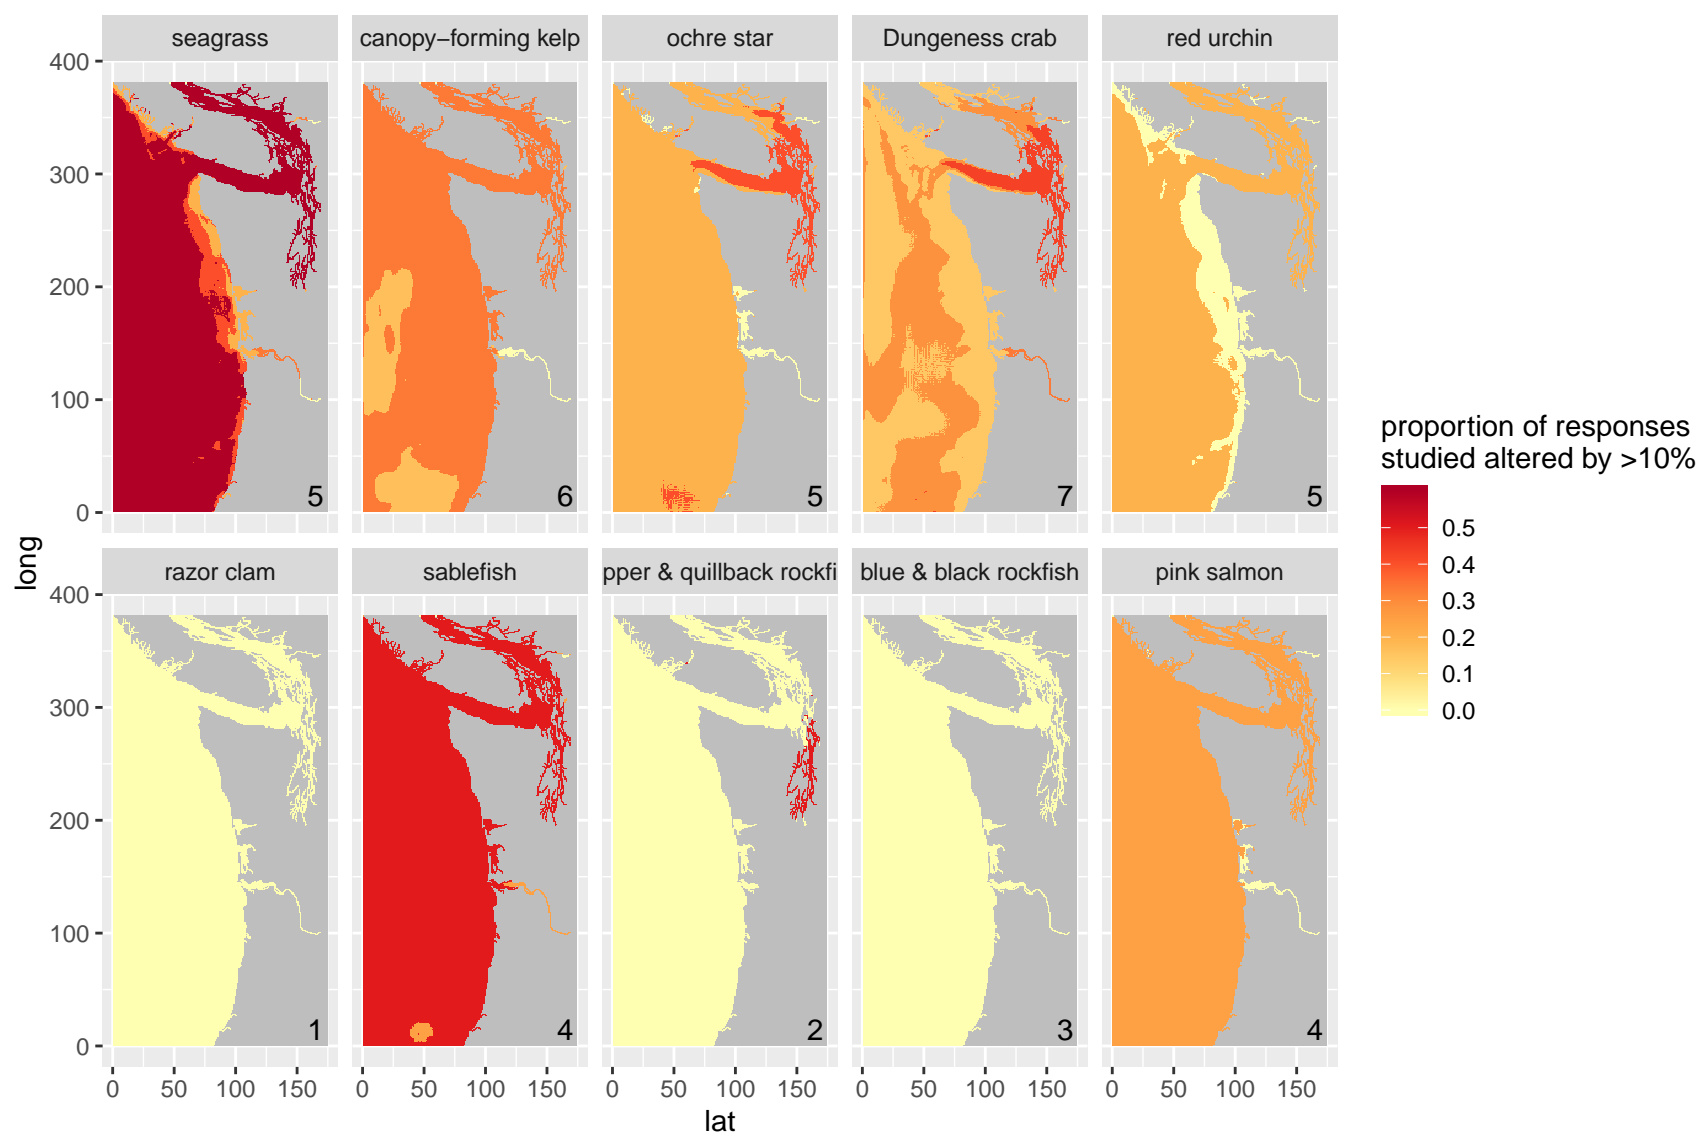 seagrass canopy−forming kelp ochre star Dungeness crab red urchin
400
300
200
100
0
5 6 5 7 5
proportion of responses
studied altered by >10%
0.5
0.4
0.3
0.2
0.1
0.0
long
razor clam sablefish pper & quillback rockfi blue & black rockfish pink salmon
400
300
200
100
0
1 4 2 3 4
0 50 100 150 0 50 100 150 0 50 100 150 0 50 100 150 0 50 100 150
lat